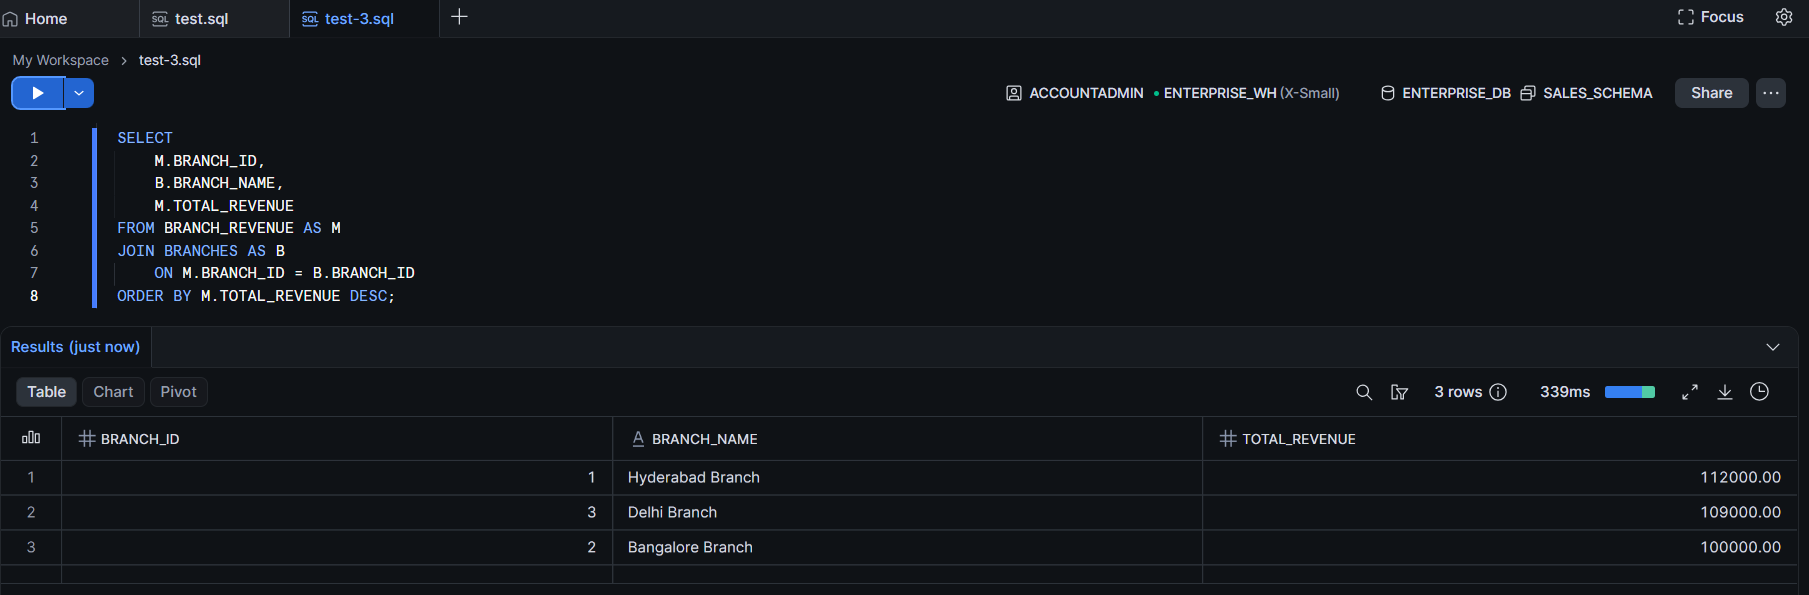 Home
SQL test.sql
SQL test-3.sql
Focus
My Workspace > test-3.sql
ACCOUNTADMIN
ENTERPRISE_WH (X-Small)
ENTERPRISE_DB
SALES_SCHEMA
Share
1 SELECT
2 M.BRANCH_ID,
3 B.BRANCH_NAME,
4 M.TOTAL_REVENUE
5 FROM BRANCH_REVENUE AS M
6 JOIN BRANCHES AS B
7 ON M.BRANCH_ID = B.BRANCH_ID
8 ORDER BY M.TOTAL_REVENUE DESC;
Results (just now)
Table Chart Pivot
3 rows
339ms
# BRANCH_ID A BRANCH_NAME # TOTAL_REVENUE
1 1 Hyderabad Branch 112000.00
2 3 Delhi Branch 109000.00
3 2 Bangalore Branch 100000.00